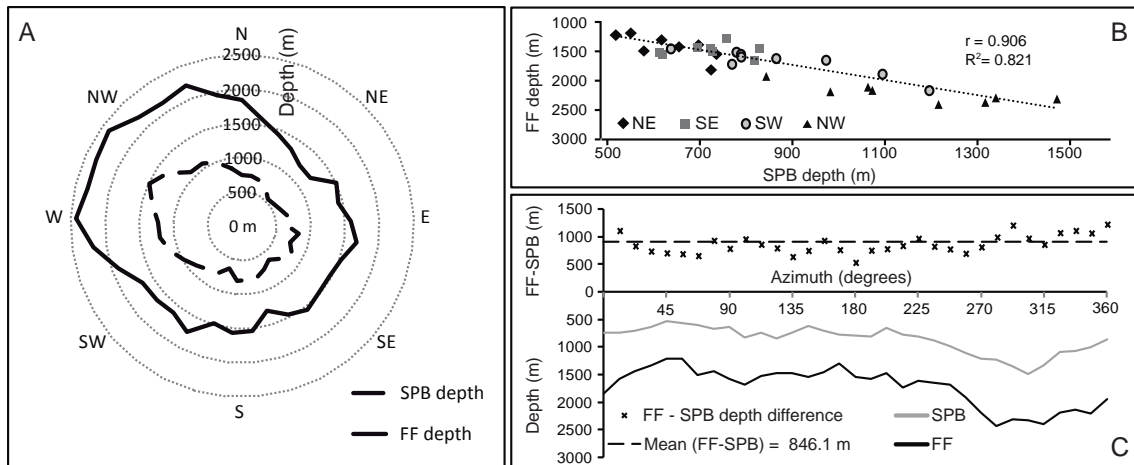 A
N
NE
E
SE
S
SW
W
NW
Depth (m)
2500
2000
1500
1000
500
0 m
SPB depth
FF depth
B
FF depth (m)
1000
1500
2000
2500
3000
r = 0.906
R²= 0.821
NE SE SW NW
500 700 900 1100 1300 1500
SPB depth (m)
C
FF-SPB (m)
1500
1000
500
0
Azimuth (degrees)
45 90 135 180 225 270 315 360
Depth (m)
500
1000
1500
2000
2500
3000
FF - SPB depth difference SPB
Mean (FF-SPB) = 846.1 m FF